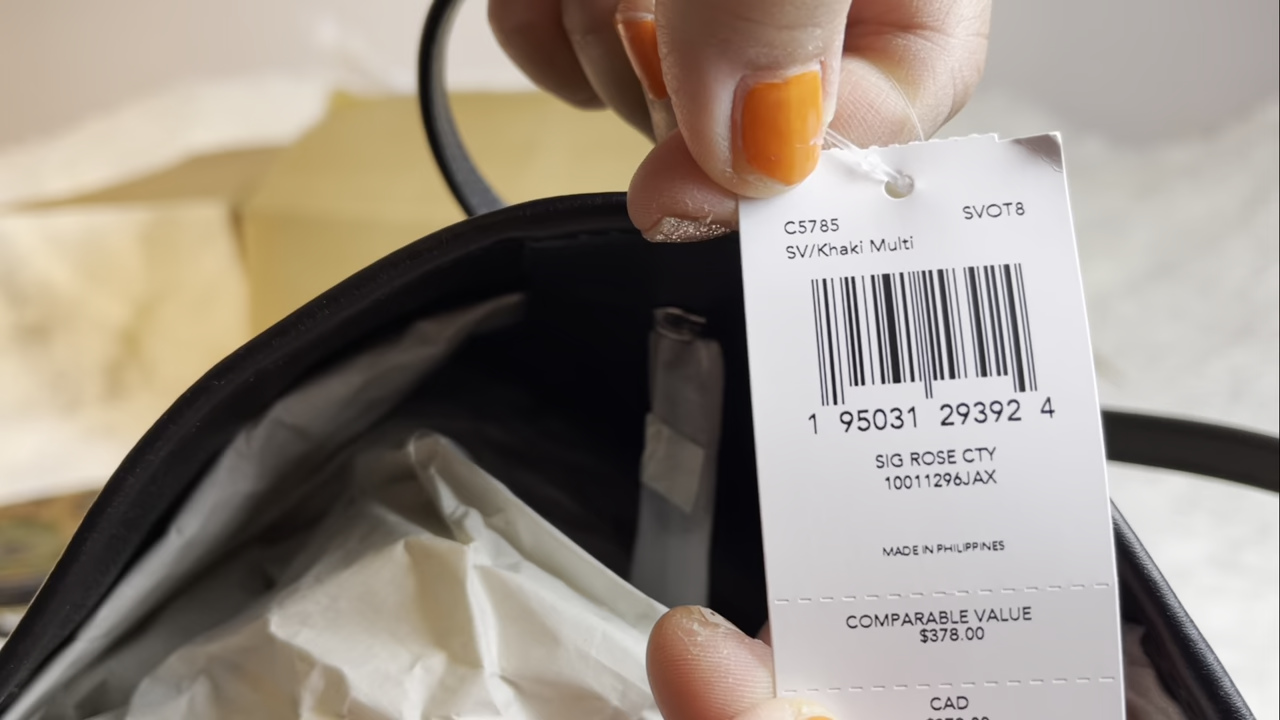 C5785 SVOT8
SV/Khaki Multi
1 95031 29392 4
SIG ROSE CTY
10011296JAX
MADE IN PHILIPPINES
COMPARABLE VALUE
$378.00
CAD